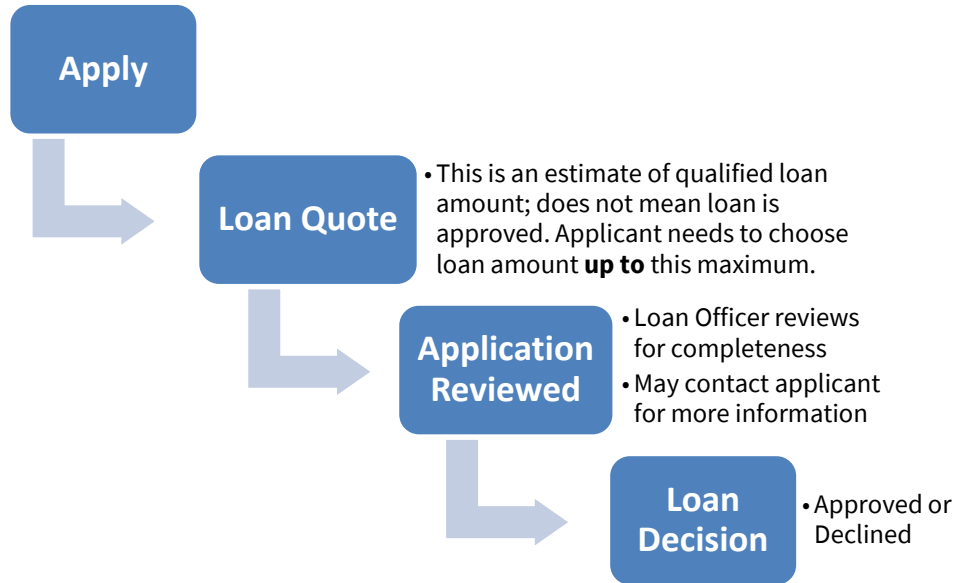 Apply
Loan Quote
• This is an estimate of qualified loan
amount; does not mean loan is
approved. Applicant needs to choose
loan amount up to this maximum.
Application
Reviewed
• Loan Officer reviews
for completeness
• May contact applicant
for more information
Loan
Decision
• Approved or
Declined